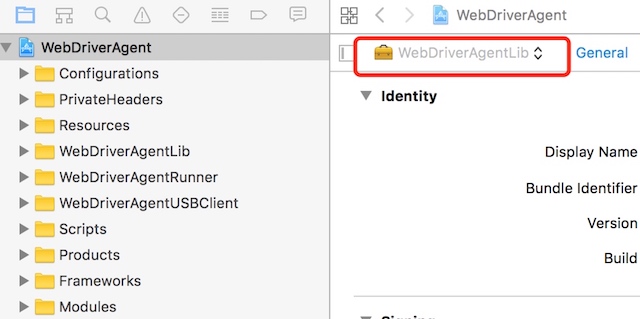 WebDriverAgent
Configurations
PrivateHeaders
Resources
WebDriverAgentLib
WebDriverAgentRunner
WebDriverAgentUSBClient
Scripts
Products
Frameworks
Modules
WebDriverAgent
WebDriverAgentLib General
Identity
Display Name
Bundle Identifier
Version
Build
Signing